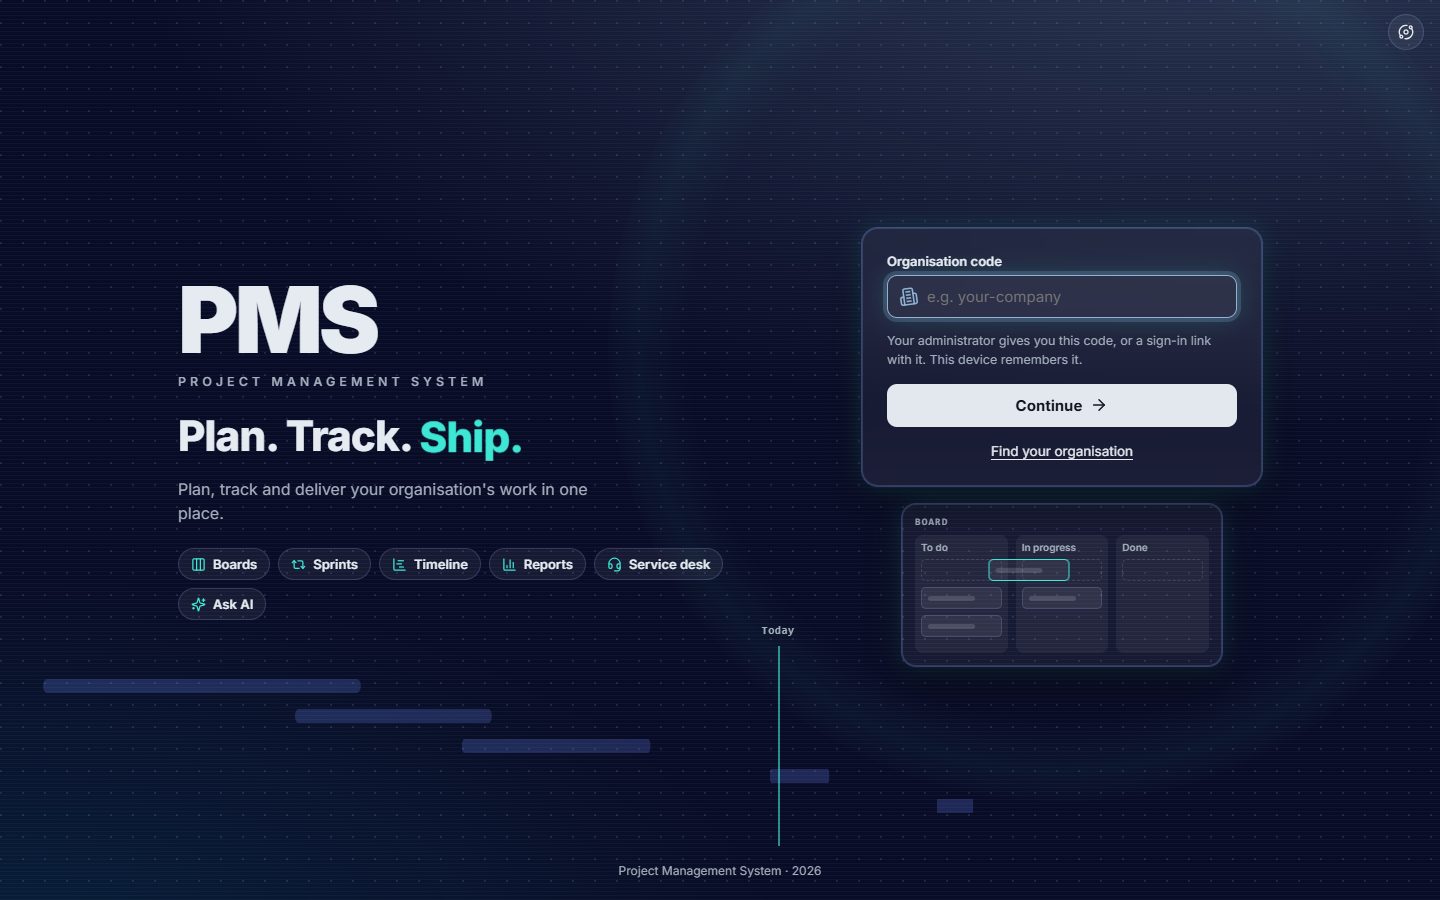 PMS
PROJECT MANAGEMENT SYSTEM
Plan. Track. Ship.
Plan, track and deliver your organisation's work in one
place.
Boards
Sprints
Timeline
Reports
Service desk
Ask AI
Organisation code
e.g. your-company
Your administrator gives you this code, or a sign-in link
with it. This device remembers it.
Continue
Find your organisation
BOARD
To do
In progress
Done
Today
Project Management System · 2026